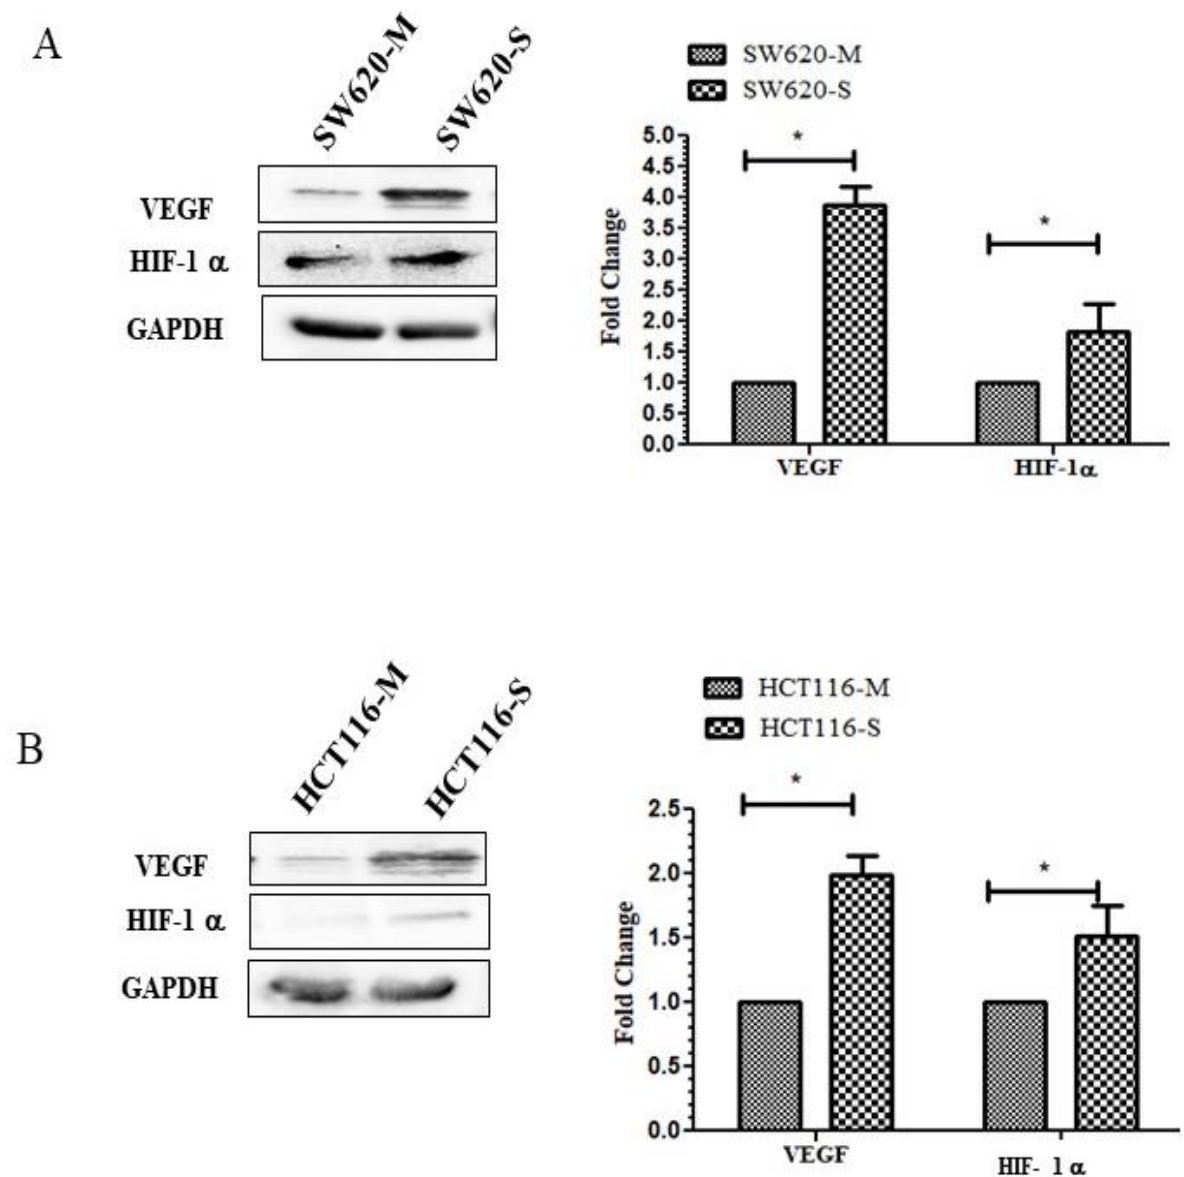 A
SW620-M
SW620-S
VEGF
HIF-1 α
GAPDH
SW620-M
SW620-S
*
*
Fold Change
5.0
4.5
4.0
3.5
3.0
2.5
2.0
1.5
1.0
0.5
0.0
VEGF
HIF-1α
B
HCT116-M
HCT116-S
VEGF
HIF-1 α
GAPDH
HCT116-M
HCT116-S
*
*
Fold Change
2.5
2.0
1.5
1.0
0.5
0.0
VEGF
HIF- 1 α